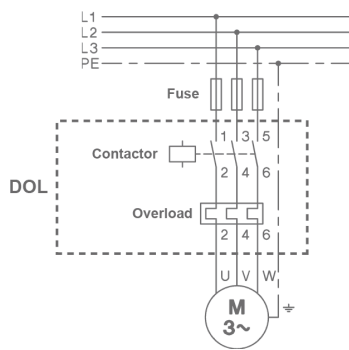 L1
L2
L3
PE
Fuse
1 3 5
Contactor
2 4 6
DOL
Overload
2 4 6
U V W
M
3~